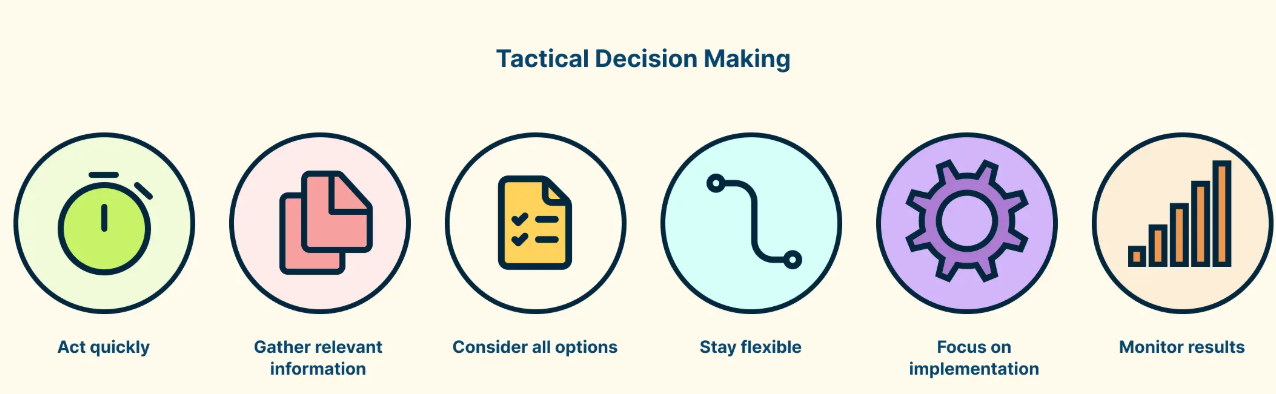 Tactical Decision Making
Act quickly
Gather relevant
information
Consider all options
Stay flexible
Focus on
implementation
Monitor results